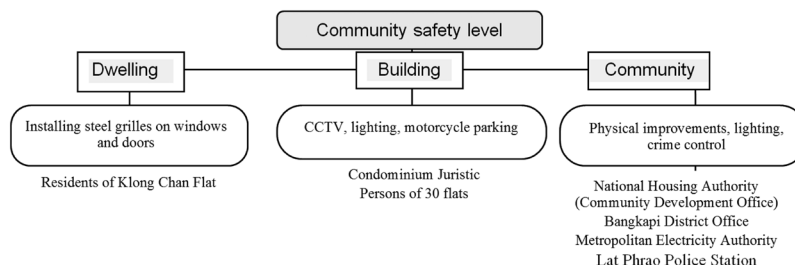 Community safety level
Dwelling
Building
Community
Installing steel grilles on windows
and doors
CCTV, lighting, motorcycle parking
Physical improvements, lighting,
crime control
Residents of Klong Chan Flat
Condominium Juristic
Persons of 30 flats
National Housing Authority
(Community Development Office)
Bangkapi District Office
Metropolitan Electricity Authority
Lat Phrao Police Station